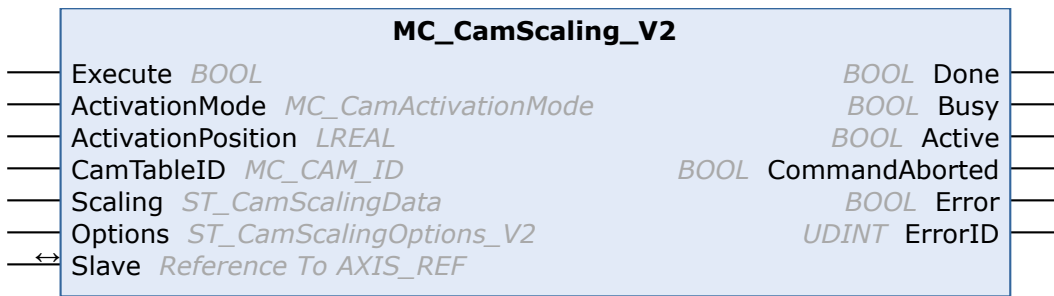 MC_CamScaling_V2
Execute BOOL BOOL Done
ActivationMode MC_CamActivationMode BOOL Busy
ActivationPosition LREAL BOOL Active
CamTableID MC_CAM_ID BOOL CommandAborted
Scaling ST_CamScalingData BOOL Error
Options ST_CamScalingOptions_V2 UDINT ErrorID
↔ Slave Reference To AXIS_REF